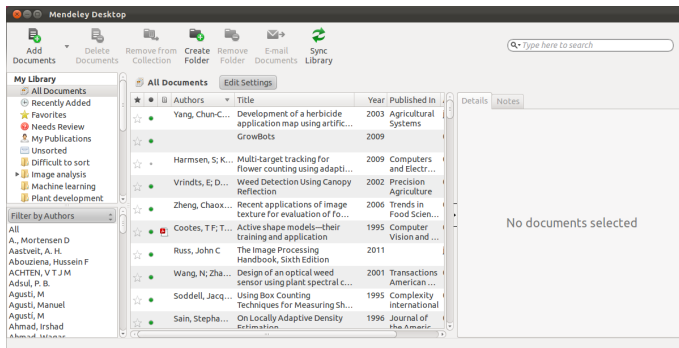 Mendeley Desktop
Add Documents
Delete Documents
Remove from Collection
Create Folder
Remove Folder
E-mail Documents
Sync Library
Type here to search
My Library
All Documents
Recently Added
Favorites
Needs Review
My Publications
Unsorted
Difficult to sort
Image analysis
Machine learning
Plant development
Filter by Authors
All
A., Mortensen D
Aastveit, A. H.
Abouziena, Hussein F
ACHTEN, V T J M
Adsul, P. B.
Agusti, M
Agusti, Manuel
Agustí, M
Ahmad, Irshad
Ahmad, Waqar
All Documents
Edit Settings
Authors Title Year Published In
Yang, Chun-C... Development of a herbicide 2003 Agricultural
application map using artific... Systems
GrowBots 2009
Harmsen, S; K... Multi-target tracking for 2009 Computers
flower counting using adapti... and Electr...
Vrindts, E; D... Weed Detection Using Canopy 2002 Precision
Reflection Agriculture
Zheng, Chaox... Recent applications of image 2006 Trends in
texture for evaluation of fo... Food Scien...
Cootes, T F; T... Active shape models—their 1995 Computer
training and application Vision and ...
Russ, John C The Image Processing 2011
Handbook, Sixth Edition
Wang, N; Zha... Design of an optical weed 2001 Transactions
sensor using plant spectral c... American ...
Soddell, Jacq... Using Box Counting 1995 Complexity
Techniques for Measuring Sh... international
Sain, Stepha... On Locally Adaptive Density 1996 Journal of
Estimation the Americ...
Details
Notes
No documents selected